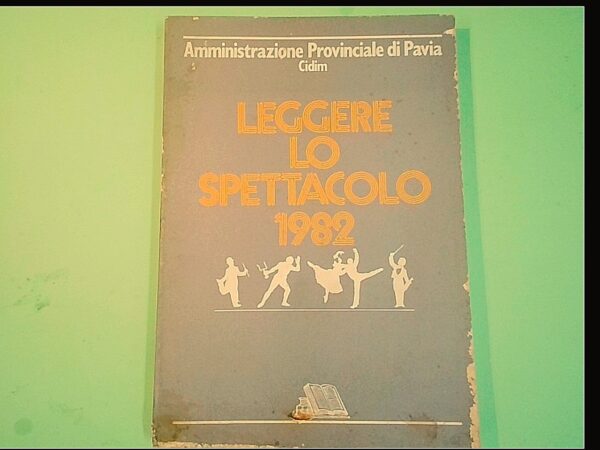 Amministrazione Provinciale di Pavia
Cidim
LEGGERE
LO
SPETTACOLO
1982